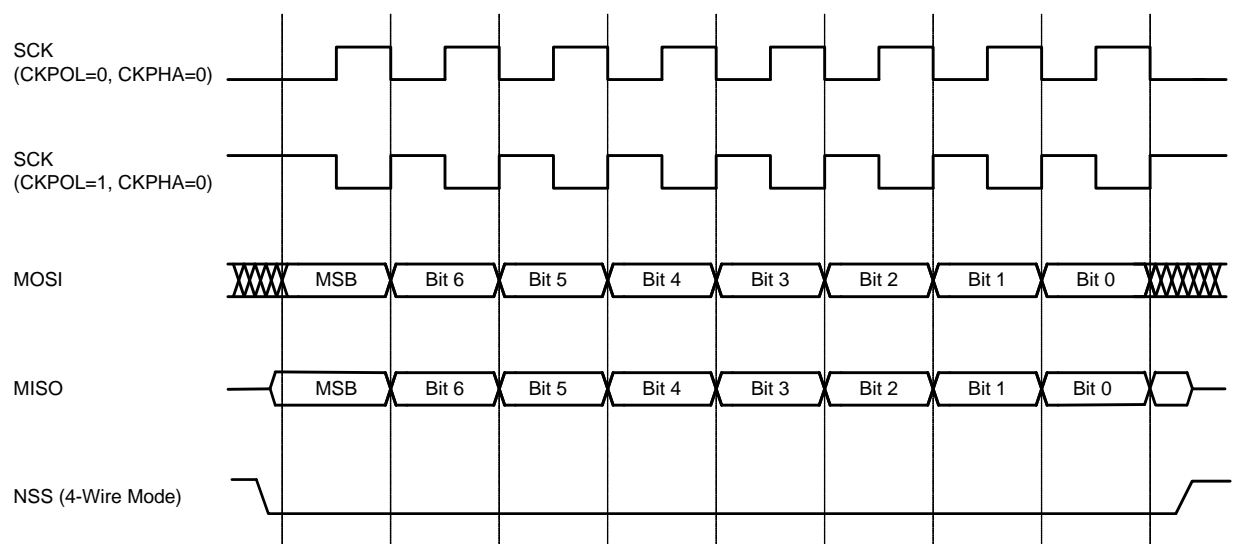 SCK
(CKPOL=0, CKPHA=0)
SCK
(CKPOL=1, CKPHA=0)
MOSI
MSB Bit 6 Bit 5 Bit 4 Bit 3 Bit 2 Bit 1 Bit 0
MISO
MSB Bit 6 Bit 5 Bit 4 Bit 3 Bit 2 Bit 1 Bit 0
NSS (4-Wire Mode)